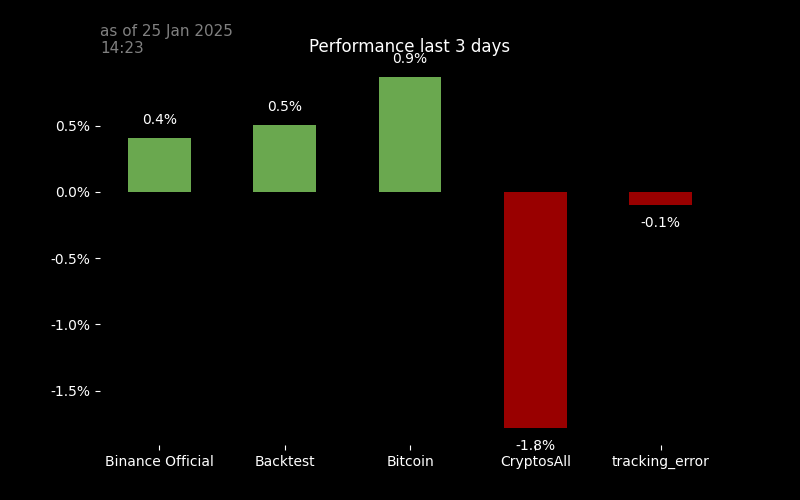 as of 25 Jan 2025
14:23
Performance last 3 days
0.9%
0.5%
0.4%
0.5%
0.0%
-0.1%
-0.5%
-1.0%
-1.5%
-1.8%
Binance Official
Backtest
Bitcoin
CryptosAll
tracking_error